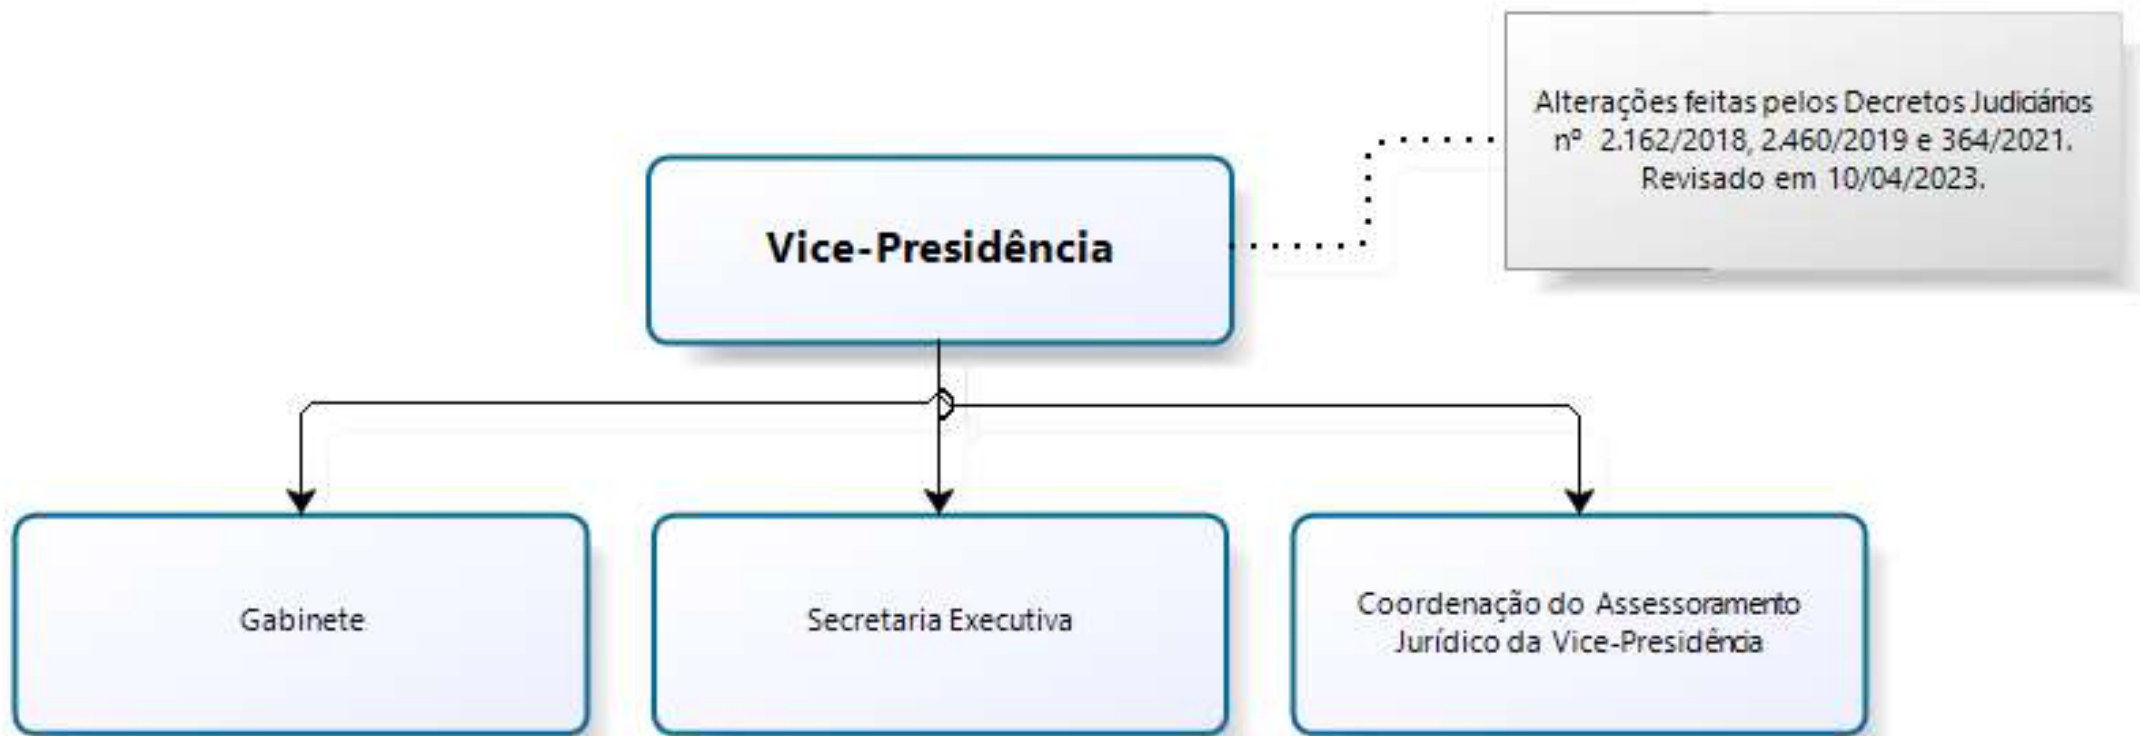 Alterações feitas pelos Decretos Judiciários
nº 2.162/2018, 2.460/2019 e 364/2021.
Revisado em 10/04/2023.
Vice-Presidência
Gabinete
Secretaria Executiva
Coordenação do Assessoramento
Jurídico da Vice-Presidência